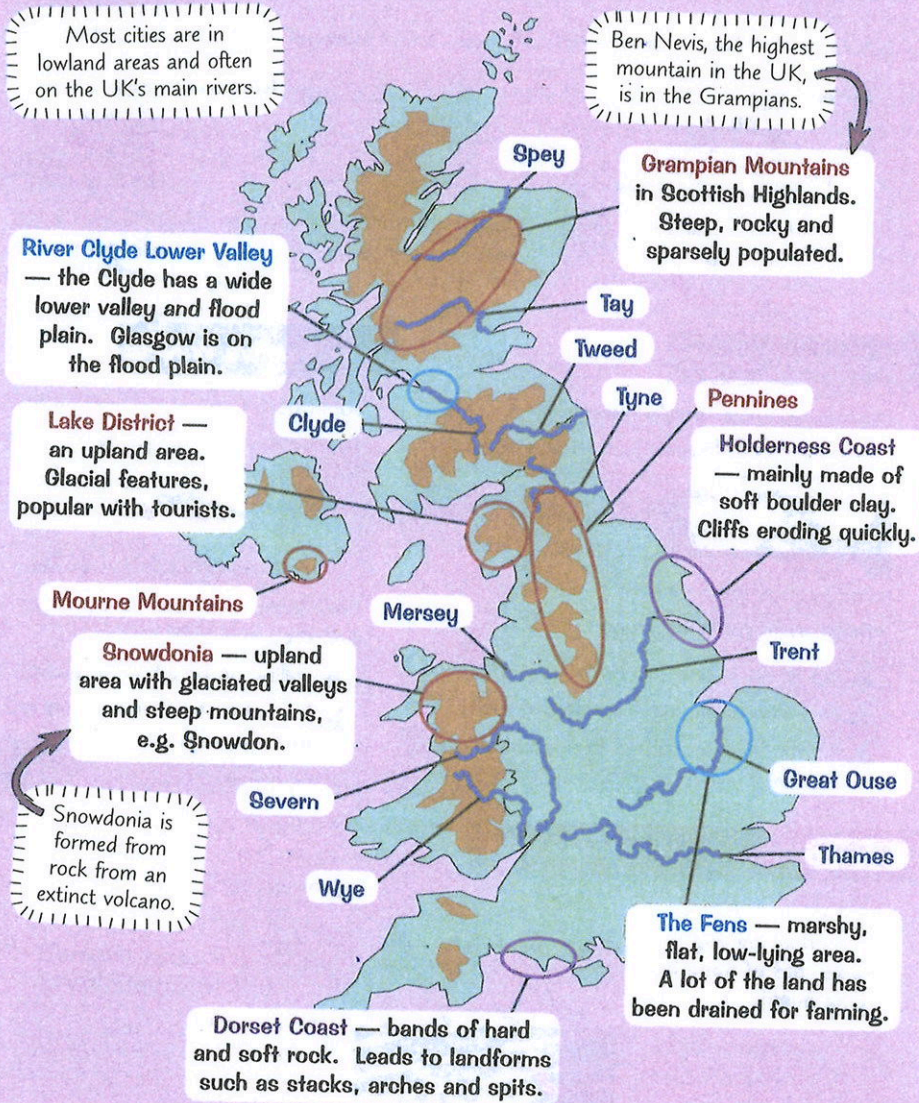 Most cities are in
lowland areas and often
on the UK's main rivers.
Ben Nevis, the highest
mountain in the UK,
is in the Grampians.
Spey
Grampian Mountains
in Scottish Highlands.
Steep, rocky and
sparsely populated.
River Clyde Lower Valley
— the Clyde has a wide
lower valley and flood
plain. Glasgow is on
the flood plain.
Tay
Tweed
Tyne
Pennines
Clyde
Lake District —
an upland area.
Glacial features,
popular with tourists.
Holderness Coast
— mainly made of
soft boulder clay.
Cliffs eroding quickly.
Mourne Mountains
Mersey
Trent
Snowdonia — upland
area with glaciated valleys
and steep mountains,
e.g. Snowdon.
Great Ouse
Severn
Snowdonia is
formed from
rock from an
extinct volcano.
Thames
Wye
The Fens — marshy,
flat, low-lying area.
A lot of the land has
been drained for farming.
Dorset Coast — bands of hard
and soft rock. Leads to landforms
such as stacks, arches and spits.